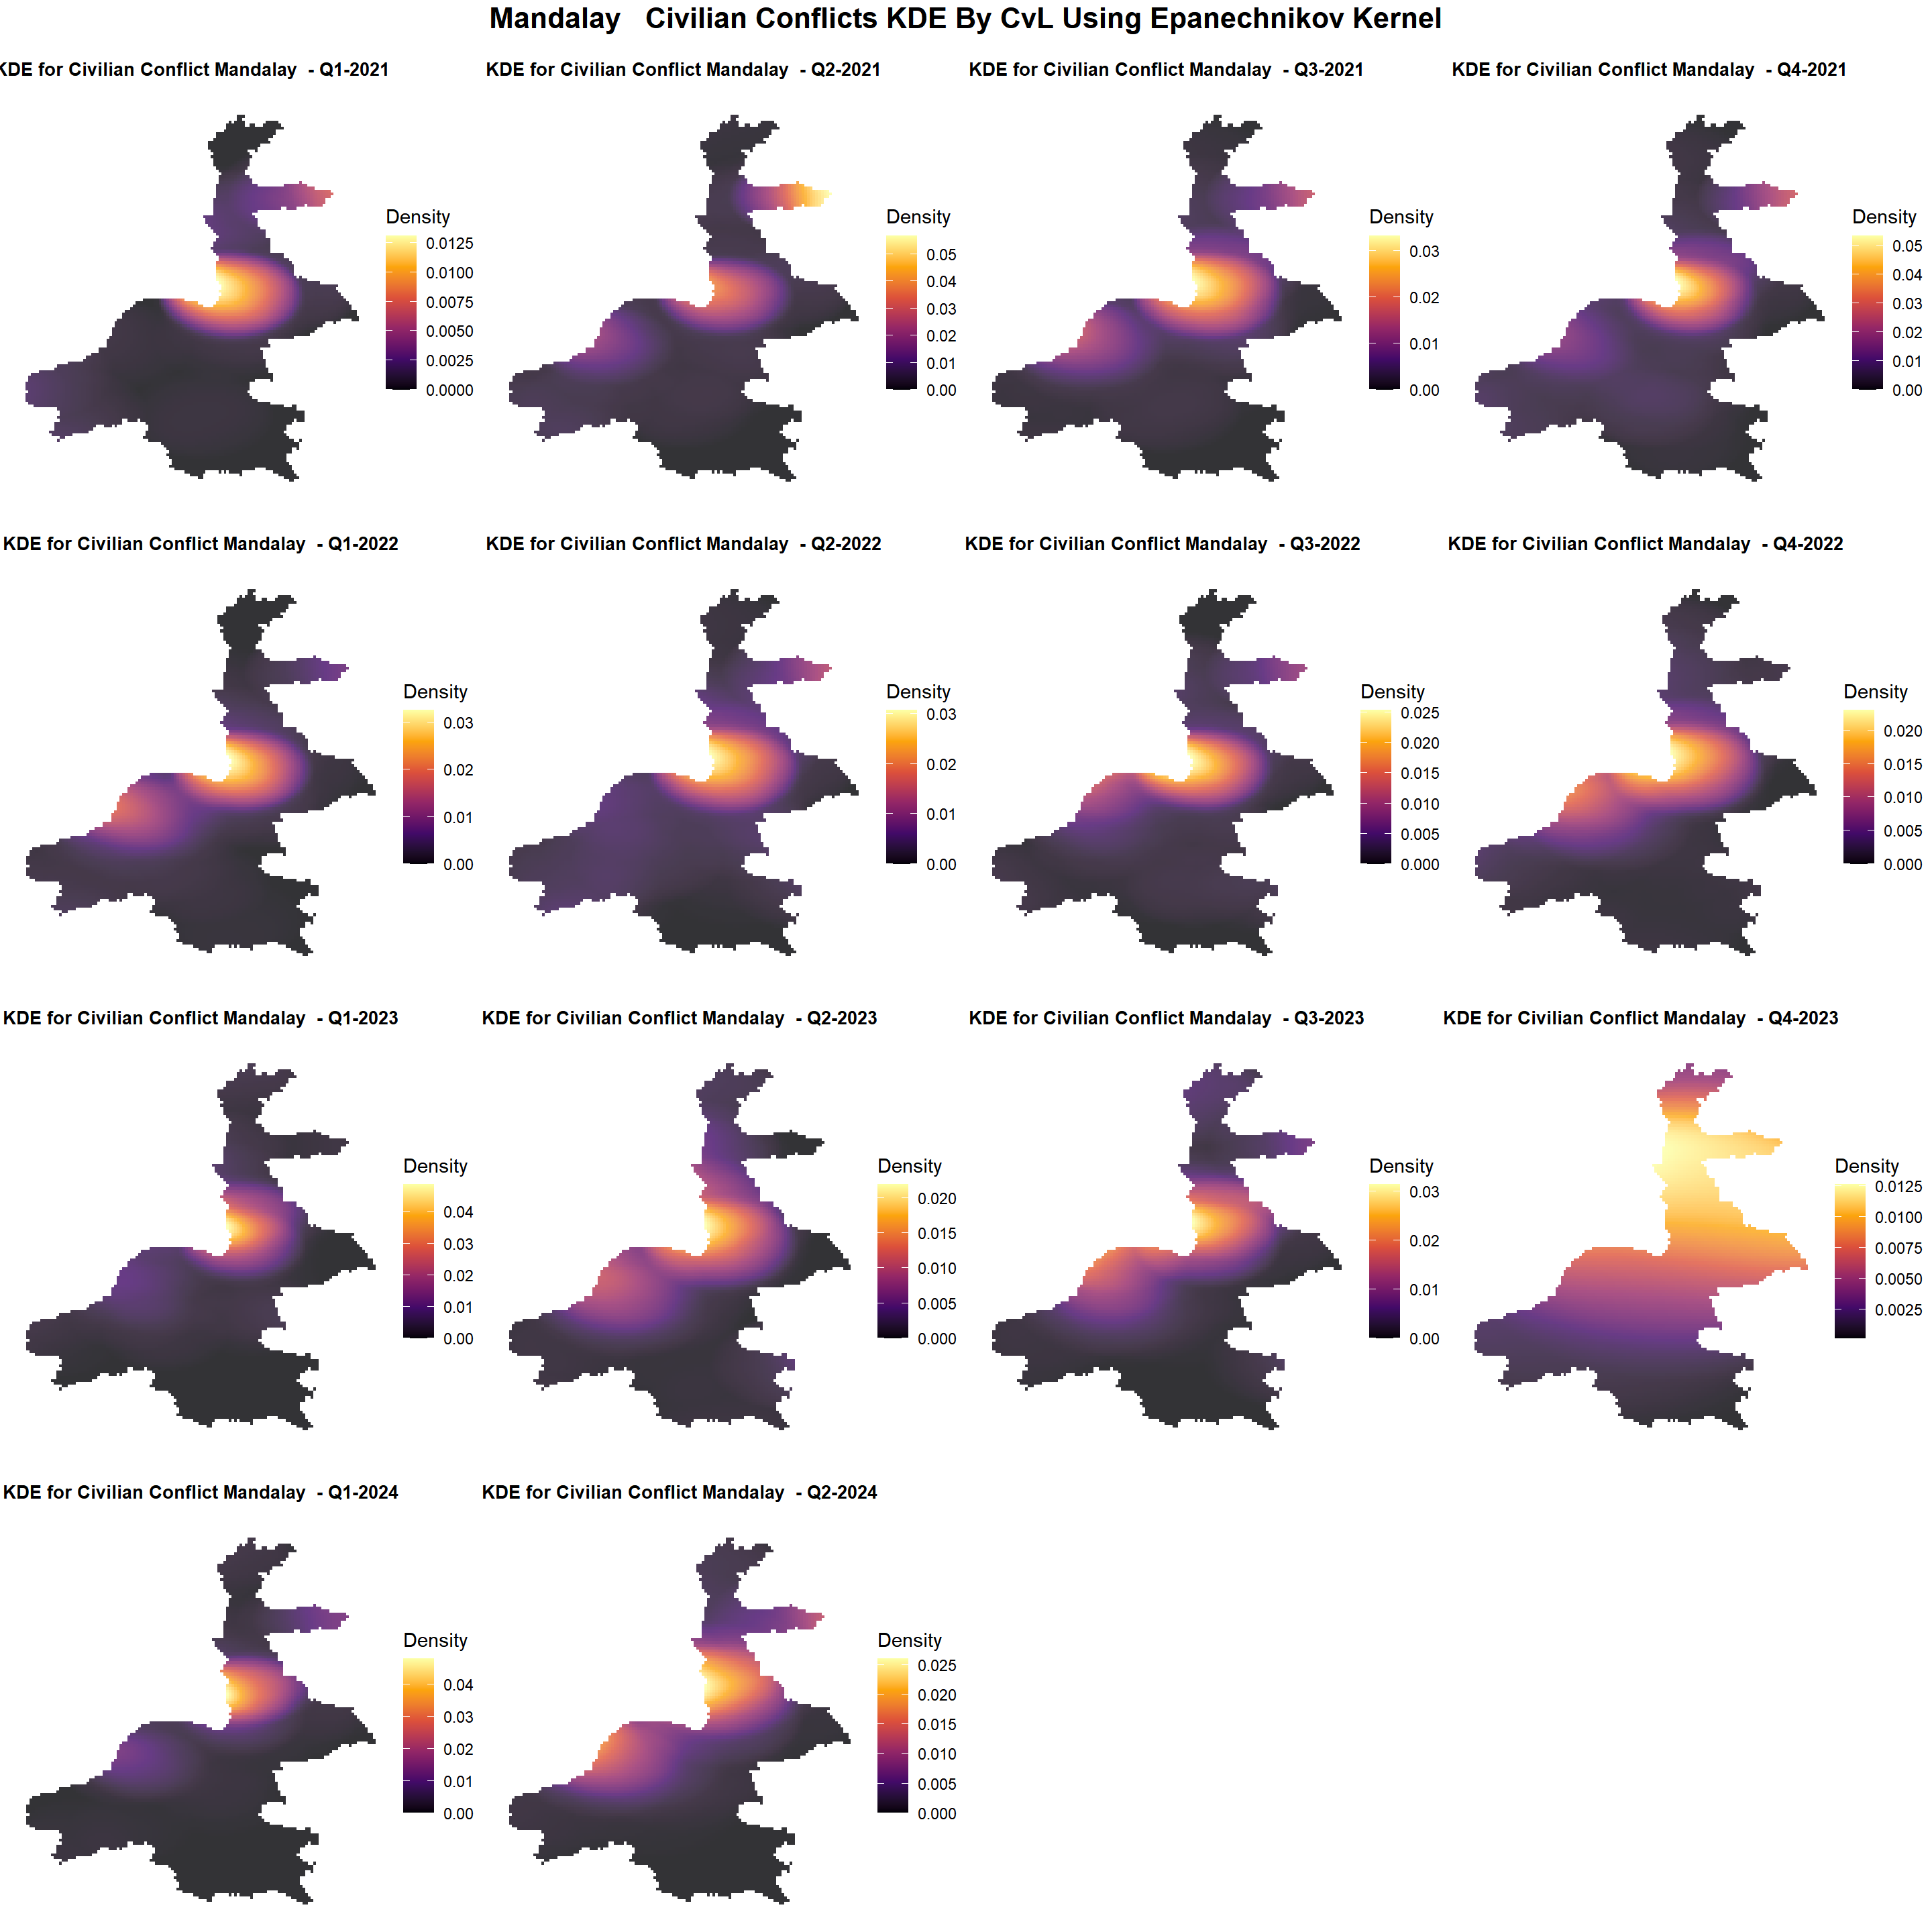 Mandalay   Civilian Conflicts KDE By CvL Using Epanechnikov Kernel
KDE for Civilian Conflict Mandalay  - Q1-2021
Density
0.0125
0.0100
0.0075
0.0050
0.0025
0.0000
KDE for Civilian Conflict Mandalay  - Q2-2021
Density
0.05
0.04
0.03
0.02
0.01
0.00
KDE for Civilian Conflict Mandalay  - Q3-2021
Density
0.03
0.02
0.01
0.00
KDE for Civilian Conflict Mandalay  - Q4-2021
Density
0.05
0.04
0.03
0.02
0.01
0.00
KDE for Civilian Conflict Mandalay  - Q1-2022
Density
0.03
0.02
0.01
0.00
KDE for Civilian Conflict Mandalay  - Q2-2022
Density
0.03
0.02
0.01
0.00
KDE for Civilian Conflict Mandalay  - Q3-2022
Density
0.025
0.020
0.015
0.010
0.005
0.000
KDE for Civilian Conflict Mandalay  - Q4-2022
Density
0.020
0.015
0.010
0.005
0.000
KDE for Civilian Conflict Mandalay  - Q1-2023
Density
0.04
0.03
0.02
0.01
0.00
KDE for Civilian Conflict Mandalay  - Q2-2023
Density
0.020
0.015
0.010
0.005
0.000
KDE for Civilian Conflict Mandalay  - Q3-2023
Density
0.03
0.02
0.01
0.00
KDE for Civilian Conflict Mandalay  - Q4-2023
Density
0.0125
0.0100
0.0075
0.0050
0.0025
KDE for Civilian Conflict Mandalay  - Q1-2024
Density
0.04
0.03
0.02
0.01
0.00
KDE for Civilian Conflict Mandalay  - Q2-2024
Density
0.025
0.020
0.015
0.010
0.005
0.000